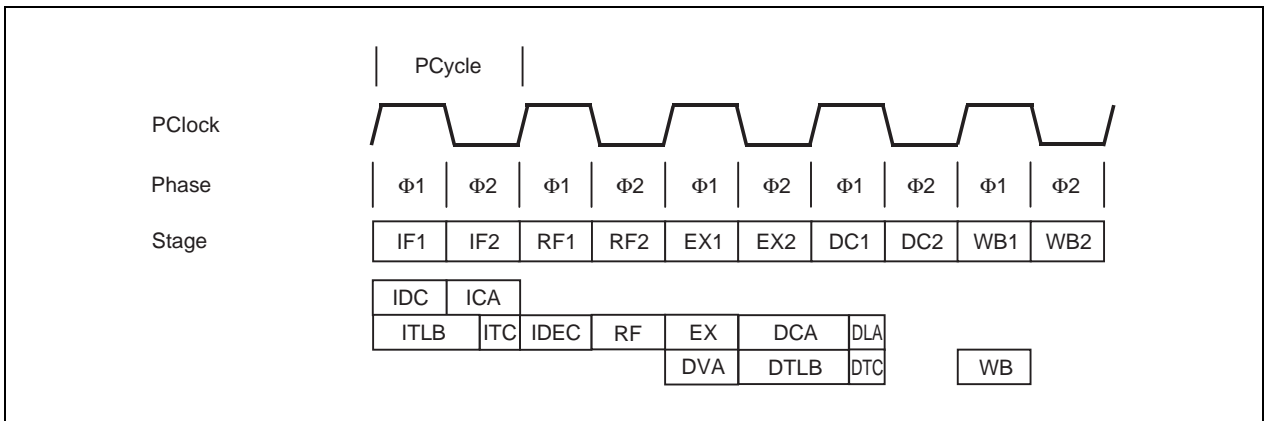 PCycle
PClock
Phase Φ1 Φ2 Φ1 Φ2 Φ1 Φ2 Φ1 Φ2 Φ1 Φ2
Stage IF1 IF2 RF1 RF2 EX1 EX2 DC1 DC2 WB1 WB2
IDC ICA
ITLB ITC IDEC RF EX DCA DLA
DVA DTLB DTC WB